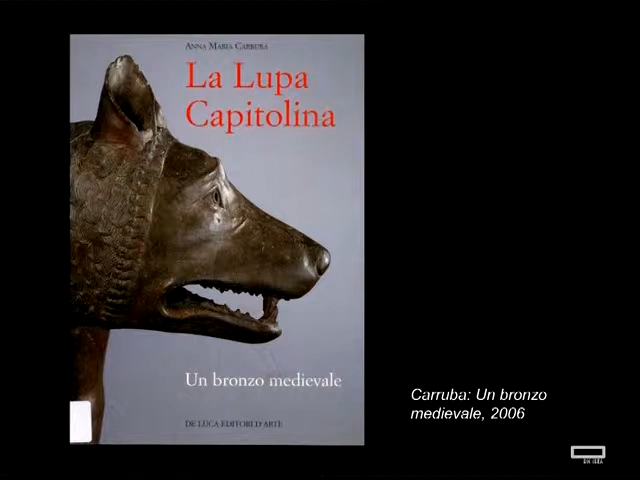 ANNA MARIA CARRUBA
La Lupa
Capitolina
Un bronzo medievale
DE LUCA EDITORI D'ARTE
Carruba: Un bronzo
medievale, 2006